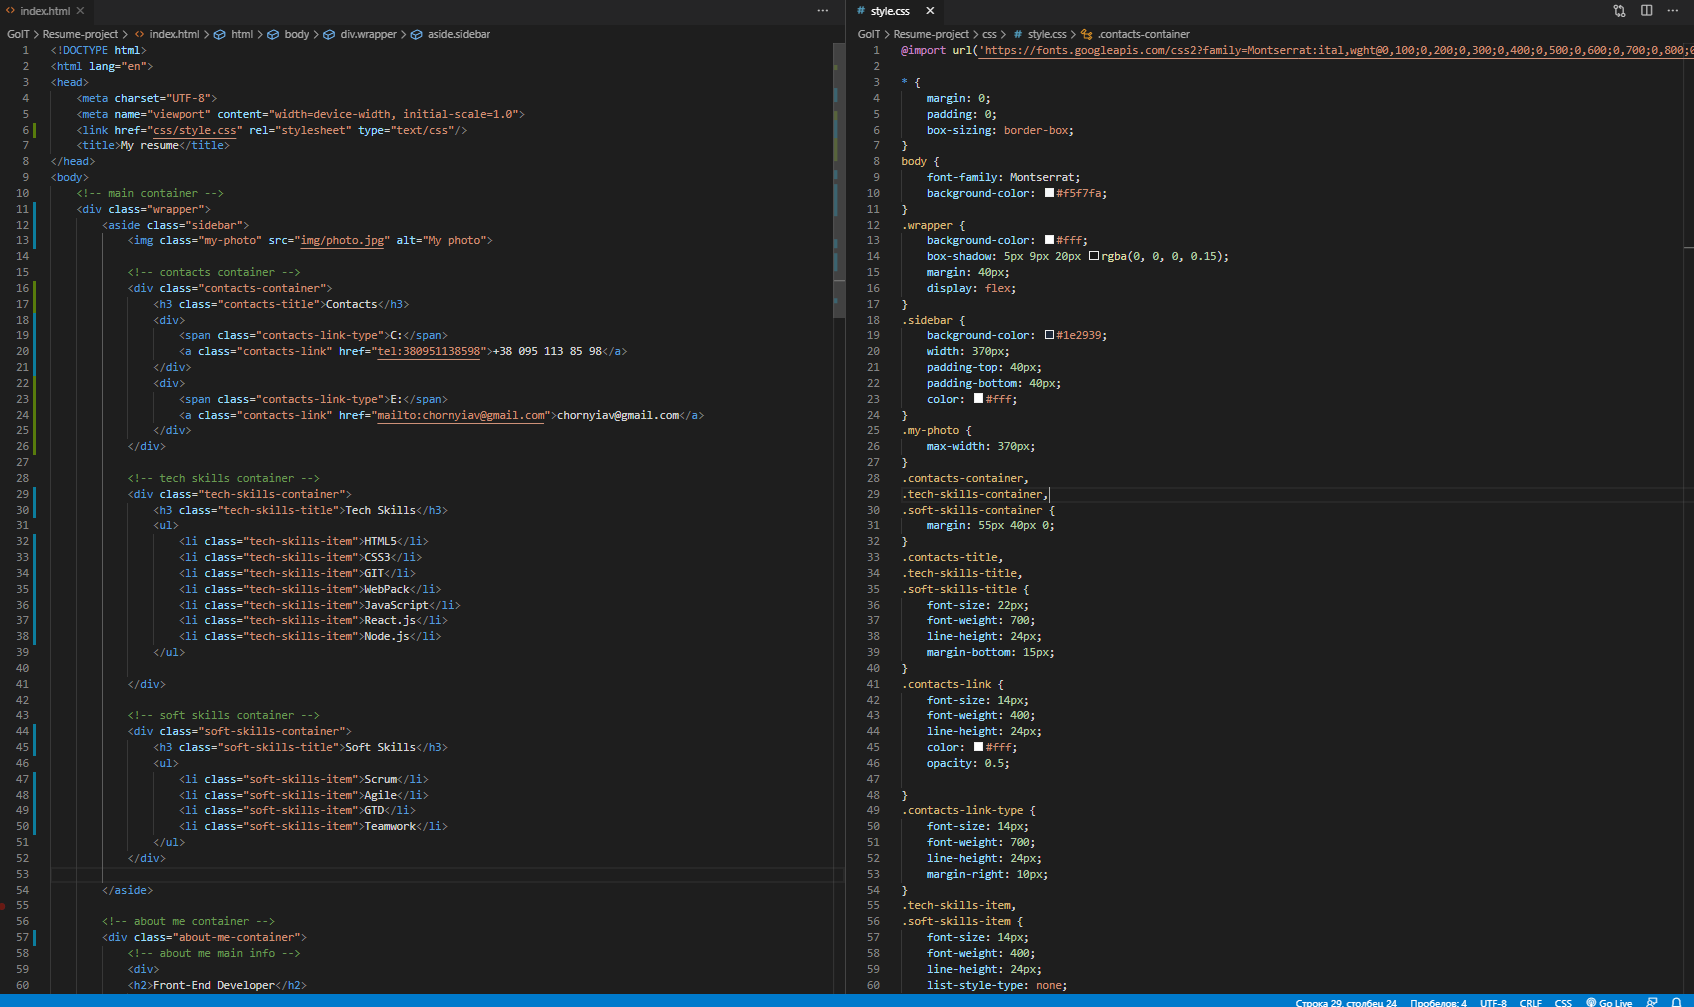 index.html
GoIT > Resume-project > index.html > html > body > div.wrapper > aside.sidebar
1 <!DOCTYPE html>
2 <html lang="en">
3 <head>
4 <meta charset="UTF-8">
5 <meta name="viewport" content="width=device-width, initial-scale=1.0">
6 <link href="css/style.css" rel="stylesheet" type="text/css"/>
7 <title>My resume</title>
8 </head>
9 <body>
10 <!-- main container -->
11 <div class="wrapper">
12 <aside class="sidebar">
13 <img class="my-photo" src="img/photo.jpg" alt="My photo">
14
15 <!-- contacts container -->
16 <div class="contacts-container">
17 <h3 class="contacts-title">Contacts</h3>
18 <div>
19 <span class="contacts-link-type">C:</span>
20 <a class="contacts-link" href="tel:380951138598">+38 095 113 85 98</a>
21 </div>
22 <div>
23 <span class="contacts-link-type">E:</span>
24 <a class="contacts-link" href="mailto:chornyiav@gmail.com">chornyiav@gmail.com</a>
25 </div>
26 </div>
27
28 <!-- tech skills container -->
29 <div class="tech-skills-container">
30 <h3 class="tech-skills-title">Tech Skills</h3>
31 <ul>
32 <li class="tech-skills-item">HTML5</li>
33 <li class="tech-skills-item">CSS3</li>
34 <li class="tech-skills-item">GIT</li>
35 <li class="tech-skills-item">WebPack</li>
36 <li class="tech-skills-item">JavaScript</li>
37 <li class="tech-skills-item">React.js</li>
38 <li class="tech-skills-item">Node.js</li>
39 </ul>
40
41 </div>
42
43 <!-- soft skills container -->
44 <div class="soft-skills-container">
45 <h3 class="soft-skills-title">Soft Skills</h3>
46 <ul>
47 <li class="soft-skills-item">Scrum</li>
48 <li class="soft-skills-item">Agile</li>
49 <li class="soft-skills-item">GTD</li>
50 <li class="soft-skills-item">Teamwork</li>
51 </ul>
52 </div>
53
54 </aside>
55
56 <!-- about me container -->
57 <div class="about-me-container">
58 <!-- about me main info -->
59 <div>
60 <h2>Front-End Developer</h2>
# style.css
GoIT > Resume-project > css > # style.css > .contacts-container
1 @import url('https://fonts.googleapis.com/css2?family=Montserrat:ital,wght@0,100;0,200;0,300;0,400;0,500;0,600;0,700;0,800;0
2
3 * {
4 margin: 0;
5 padding: 0;
6 box-sizing: border-box;
7 }
8 body {
9 font-family: Montserrat;
10 background-color: #f5f7fa;
11 }
12 .wrapper {
13 background-color: #fff;
14 box-shadow: 5px 9px 20px rgba(0, 0, 0, 0.15);
15 margin: 40px;
16 display: flex;
17 }
18 .sidebar {
19 background-color: #1e2939;
20 width: 370px;
21 padding-top: 40px;
22 padding-bottom: 40px;
23 color: #fff;
24 }
25 .my-photo {
26 max-width: 370px;
27 }
28 .contacts-container,
29 .tech-skills-container,
30 .soft-skills-container {
31 margin: 55px 40px 0;
32 }
33 .contacts-title,
34 .tech-skills-title,
35 .soft-skills-title {
36 font-size: 22px;
37 font-weight: 700;
38 line-height: 24px;
39 margin-bottom: 15px;
40 }
41 .contacts-link {
42 font-size: 14px;
43 font-weight: 400;
44 line-height: 24px;
45 color: #fff;
46 opacity: 0.5;
47
48 }
49 .contacts-link-type {
50 font-size: 14px;
51 font-weight: 700;
52 line-height: 24px;
53 margin-right: 10px;
54 }
55 .tech-skills-item,
56 .soft-skills-item {
57 font-size: 14px;
58 font-weight: 400;
59 line-height: 24px;
60 list-style-type: none;
Строка 29, столбец 24 Пробелов: 4 UTF-8 CRLF CSS Go Live